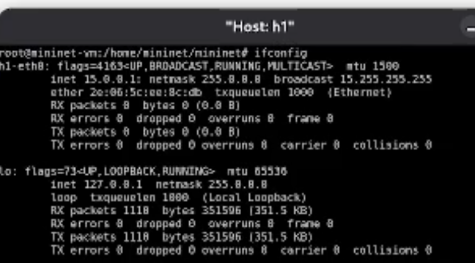 "Host: h1"
root@mininet-vm:/home/mininet/mininet# ifconfig
h1-eth0: flags=4163<UP,BROADCAST,RUNNING,MULTICAST>  mtu 1500
inet 15.0.0.1  netmask 255.0.0.0  broadcast 15.255.255.255
ether 2e:06:5c:ee:8c:db  txqueuelen 1000  (Ethernet)
RX packets 0  bytes 0 (0.0 B)
RX errors 0  dropped 0  overruns 0  frame 0
TX packets 0  bytes 0 (0.0 B)
TX errors 0  dropped 0 overruns 0  carrier 0  collisions 0
lo: flags=73<UP,LOOPBACK,RUNNING>  mtu 65536
inet 127.0.0.1  netmask 255.0.0.0
loop  txqueuelen 1000  (Local Loopback)
RX packets 1110  bytes 351596 (351.5 KB)
RX errors 0  dropped 0  overruns 0  frame 0
TX packets 1110  bytes 351596 (351.5 KB)
TX errors 0  dropped 0 overruns 0  carrier 0  collisions 0